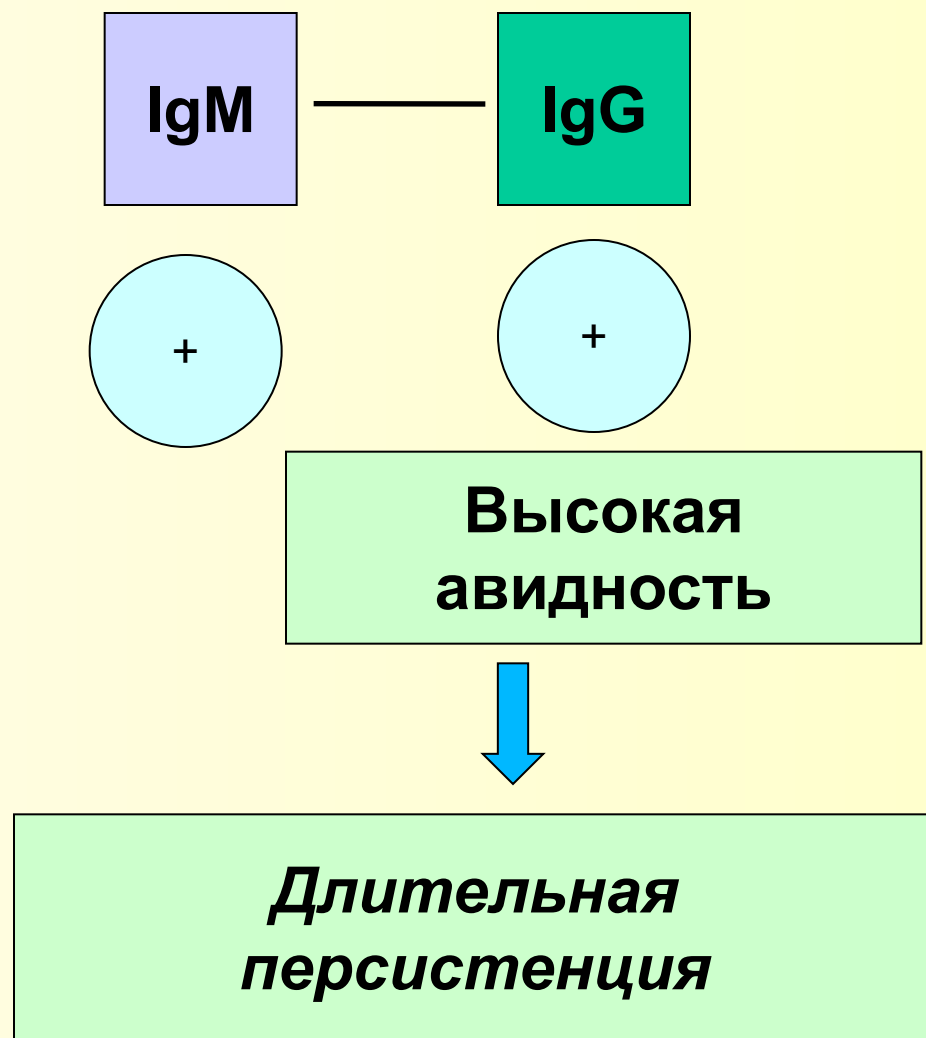 IgM IgG
+ +
Высокая
авидность
Длительная
персистенция